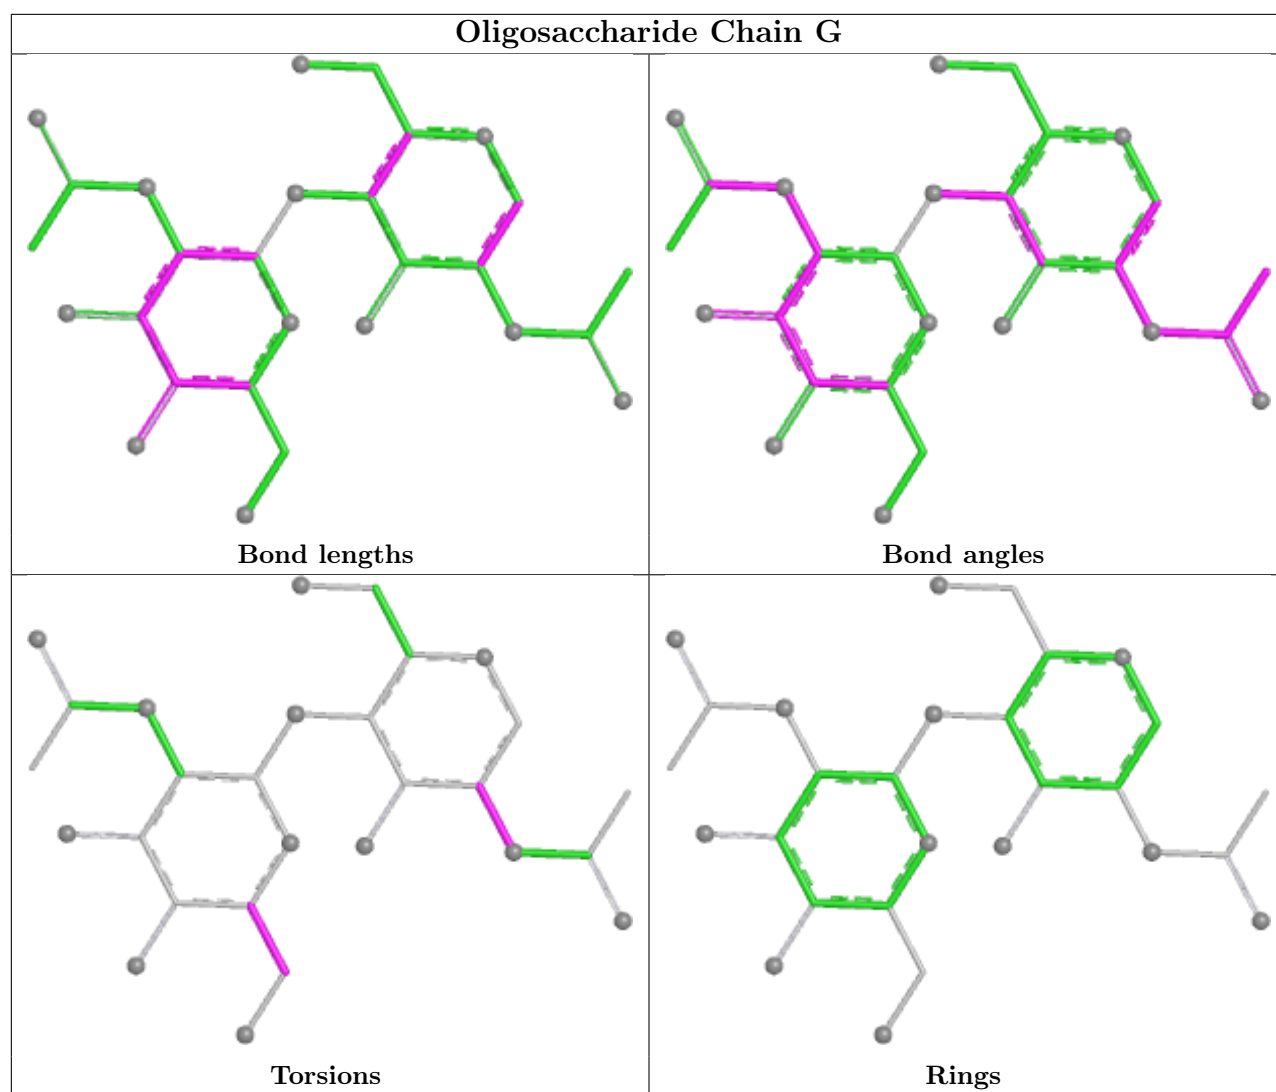 Oligosaccharide Chain G
Bond lengths
Bond angles
Torsions
Rings